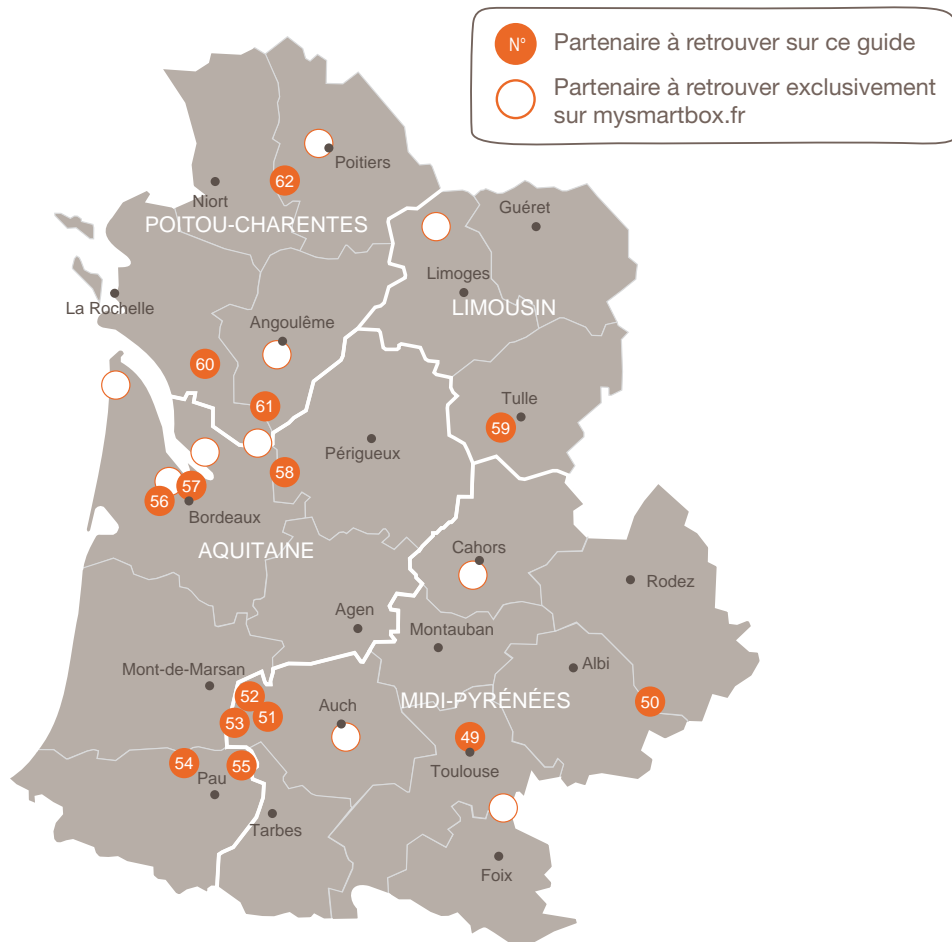 N° Partenaire à retrouver sur ce guide
Partenaire à retrouver exclusivement
sur mysmartbox.fr
Poitiers
62
Niort
Guéret
POITOU-CHARENTES
Limoges
La Rochelle
LIMOUSIN
Angoulême
60
61
Tulle
59
Périgueux
58
57
56
Bordeaux
AQUITAINE
Cahors
Rodez
Agen
Montauban
Mont-de-Marsan
Albi
52
MIDI-PYRÉNÉES
50
51
Auch
53
49
54
55
Toulouse
Pau
Tarbes
Foix